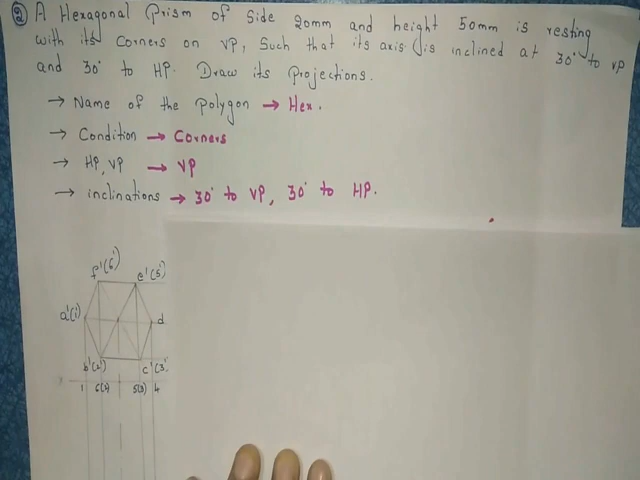 ② A Hexagonal Prism of Side 20mm and height 50mm is resting
with its Corners on VP, Such that its axis is inclined at 30° to VP
and 30° to HP. Draw its Projections.
→ Name of the polygon → Hex.
→ Condition → Corners
→ HP, VP → VP
→ inclinations → 30° to VP, 30° to HP.
f'(6') e'(5')
a'(1') d
b'(2') c'(3'
1 6(2) 5(3) 4